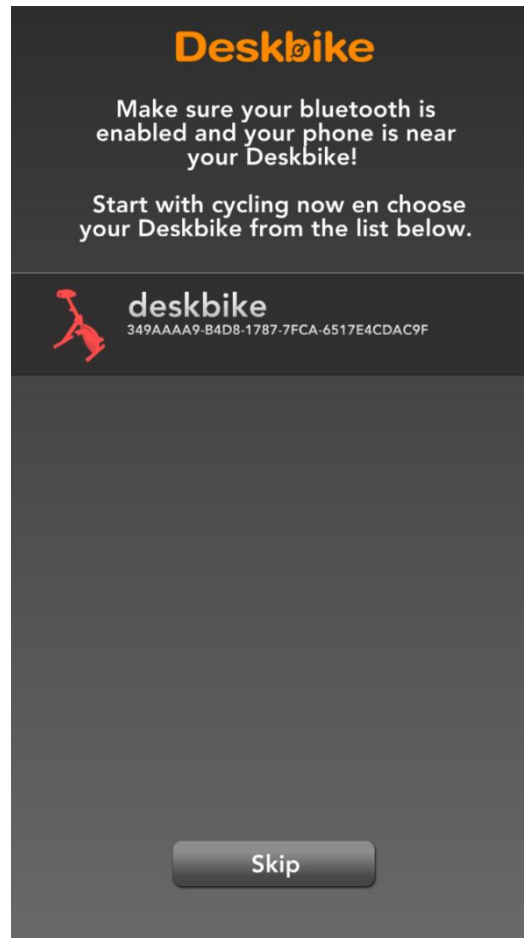 Deskbike
Make sure your bluetooth is
enabled and your phone is near
your Deskbike!
Start with cycling now en choose
your Deskbike from the list below.
deskbike
349AAAA9-B4D8-1787-7FCA-6517E4CDAC9F
Skip